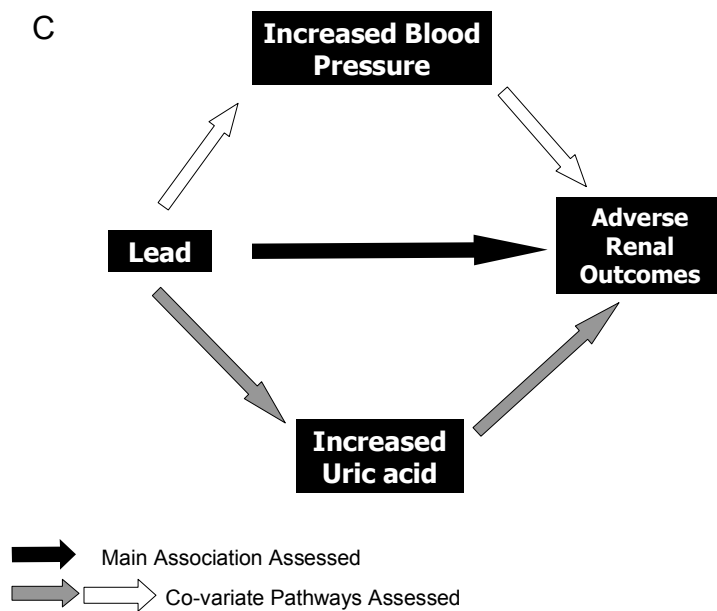 C
Increased Blood
Pressure
Lead
Adverse
Renal
Outcomes
Increased
Uric acid
Main Association Assessed
Co-variate Pathways Assessed